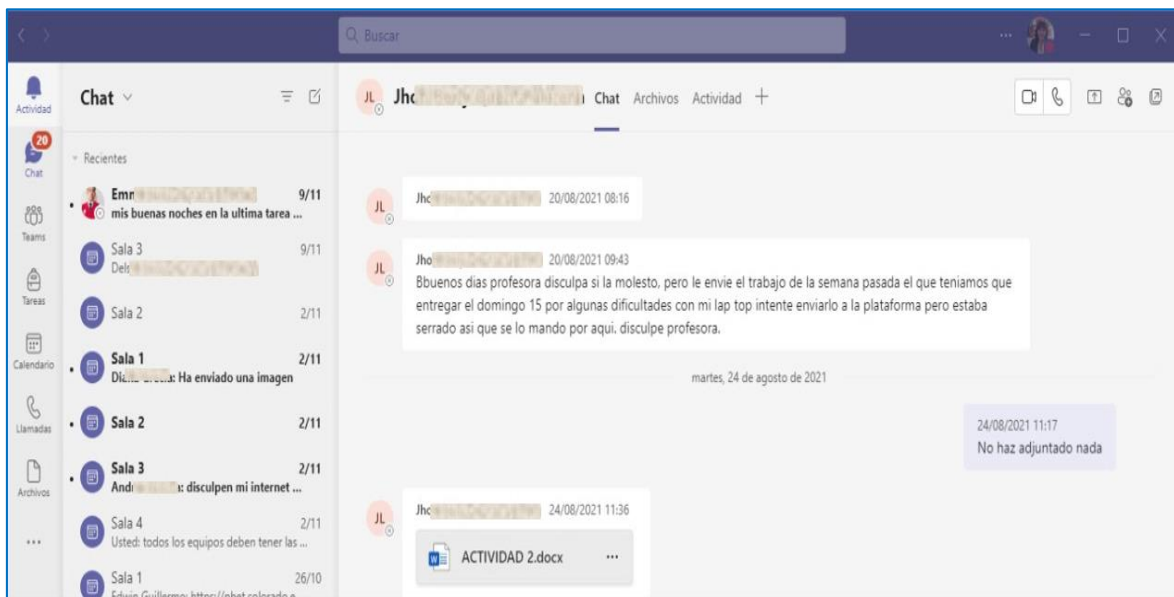 Buscar
Actividad
Chat
Recientes
20
Chat
Teams
Tareas
Calendario
Llamadas
Archivos
9/11
mis buenas noches en la ultima tarea ...
Sala 3 9/11
Sala 2 2/11
Sala 1 2/11
: Ha enviado una imagen
Sala 2 2/11
Sala 3 2/11
: disculpen mi internet ...
Sala 4 2/11
Usted: todos los equipos deben tener las ...
Sala 1 26/10
Edwin Guillermo:
JL Chat Archivos Actividad
JL 20/08/2021 08:16
JL 20/08/2021 09:43
Bbuenos dias profesora disculpa si la molesto, pero le envie el trabajo de la semana pasada el que teniamos que
entregar el domingo 15 por algunas dificultades con mi lap top intente enviarlo a la plataforma pero estaba
serrado asi que se lo mando por aqui. disculpe profesora.
martes, 24 de agosto de 2021
24/08/2021 11:17
No haz adjuntado nada
JL 24/08/2021 11:36
ACTIVIDAD 2.docx